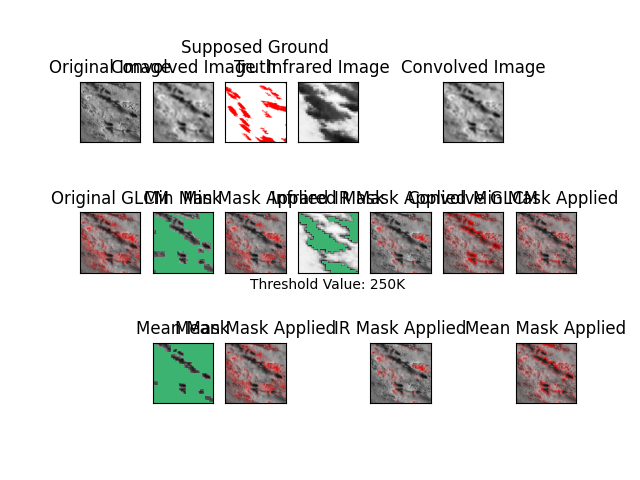 Supposed Ground
Original Image
Convolved Image
Truth
Infrared Image
Convolved Image
Original GLCM
Min Mask
Min Mask Applied
Infrared Mask
IR Mask Applied
Convolved GLCM
Min Mask Applied
Threshold Value: 250K
Mean Mask
Mean Mask Applied
IR Mask Applied
Mean Mask Applied